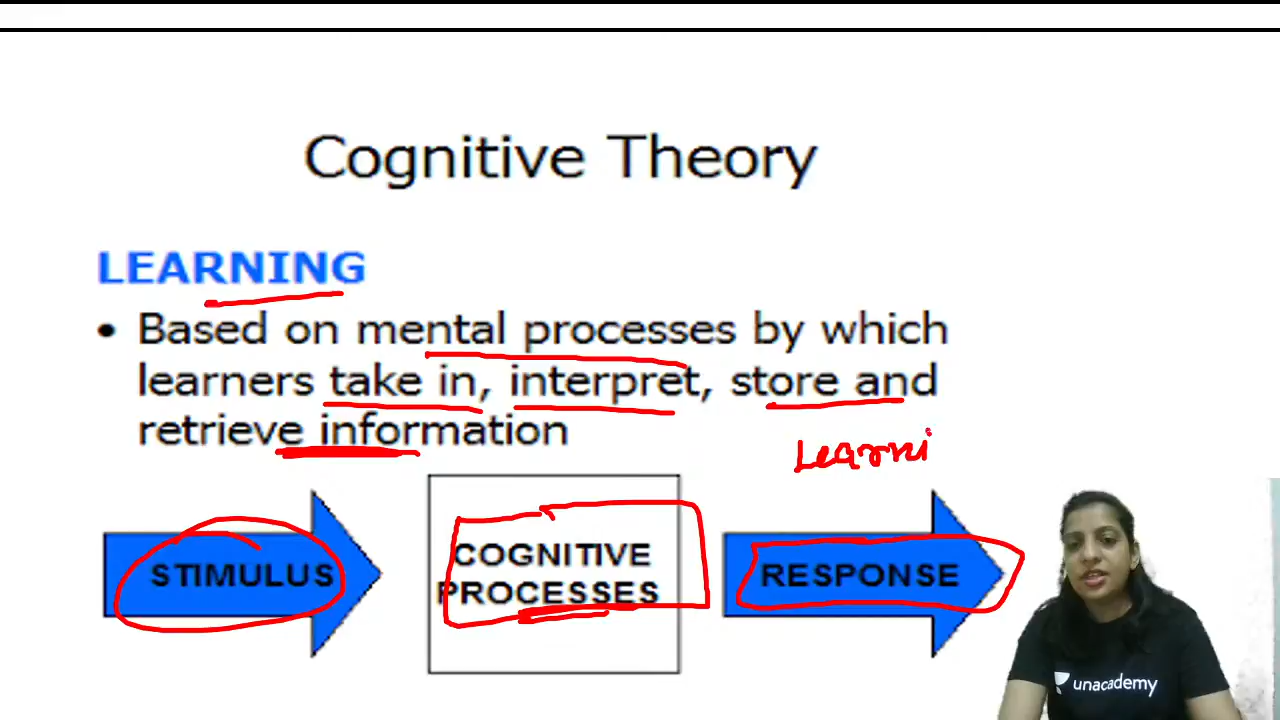 Cognitive Theory
LEARNING
• Based on mental processes by which
learners take in, interpret, store and
retrieve information
Learni
STIMULUS
COGNITIVE
PROCESSES
RESPONSE
unacademy